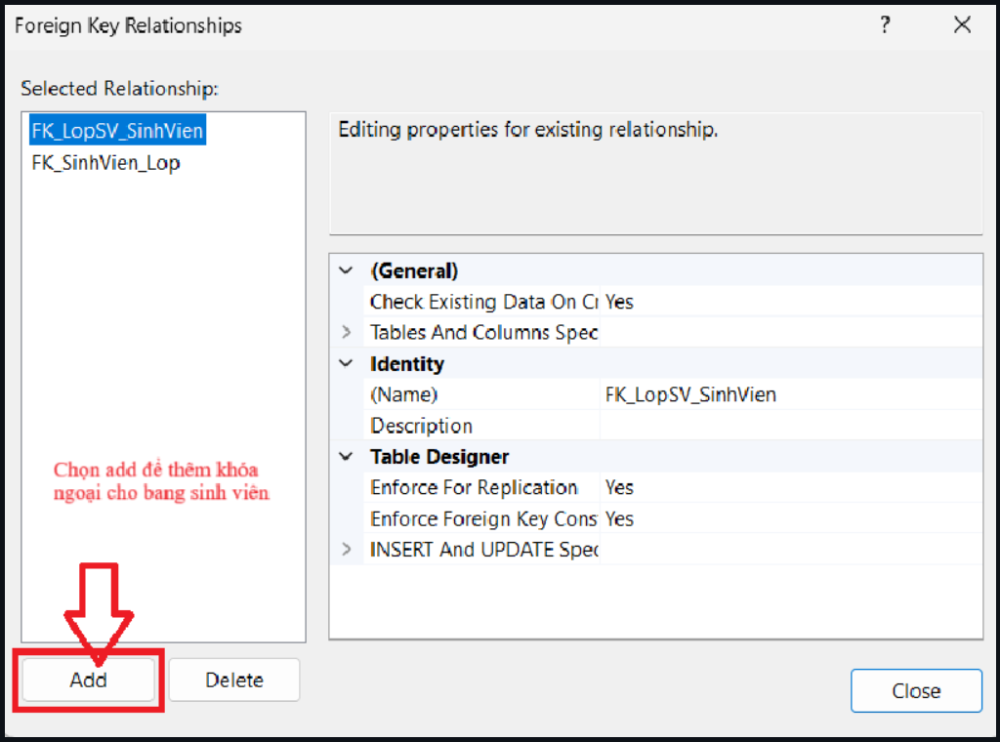 Foreign Key Relationships
?
Selected Relationship:
FK_LopSV_SinhVien
FK_SinhVien_Lop
Editing properties for existing relationship.
(General)
Check Existing Data On Cr Yes
Tables And Columns Spec
Identity
(Name) FK_LopSV_SinhVien
Description
Table Designer
Enforce For Replication Yes
Enforce Foreign Key Cons Yes
INSERT And UPDATE Spec
Chọn add để thêm khóa
ngoại cho bang sinh viên
Add
Delete
Close